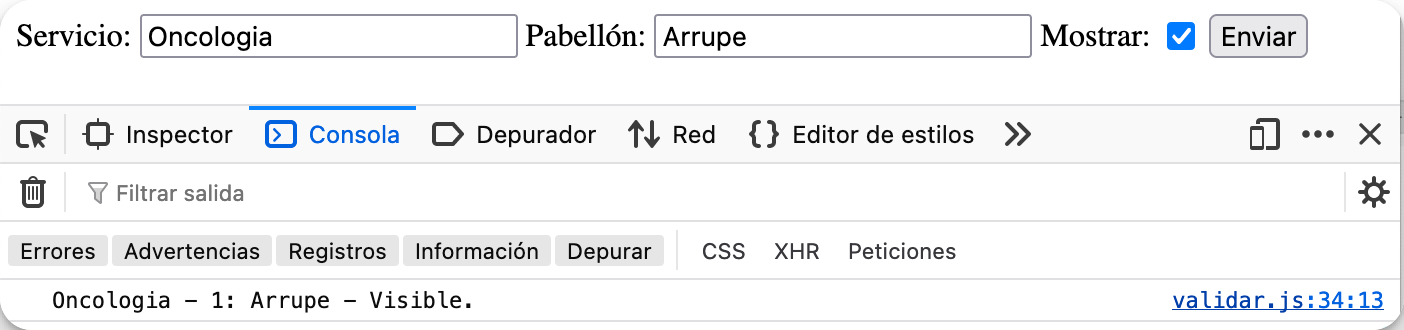 Servicio: Oncologia Pabellón: Arrupe Mostrar: Enviar
Inspector Consola Depurador Red Editor de estilos
Filtrar salida
Errores Advertencias Registros Información Depurar CSS XHR Peticiones
Oncologia - 1: Arrupe - Visible. validar.js:34:13